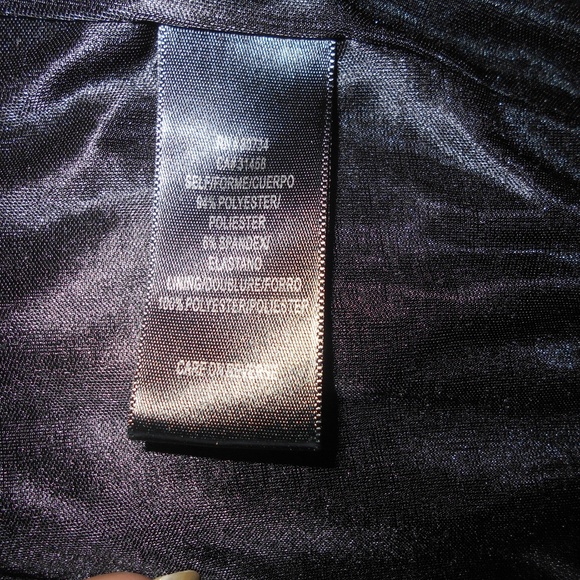 SELF/FORME/CUERPO
94% POLYESTER/
POLIESTER
6% SPANDEX/
ELASTANO
LINING/DOUBLURE/FORRO
100% POLYESTER/POLIESTER
CARE ON REVERSE